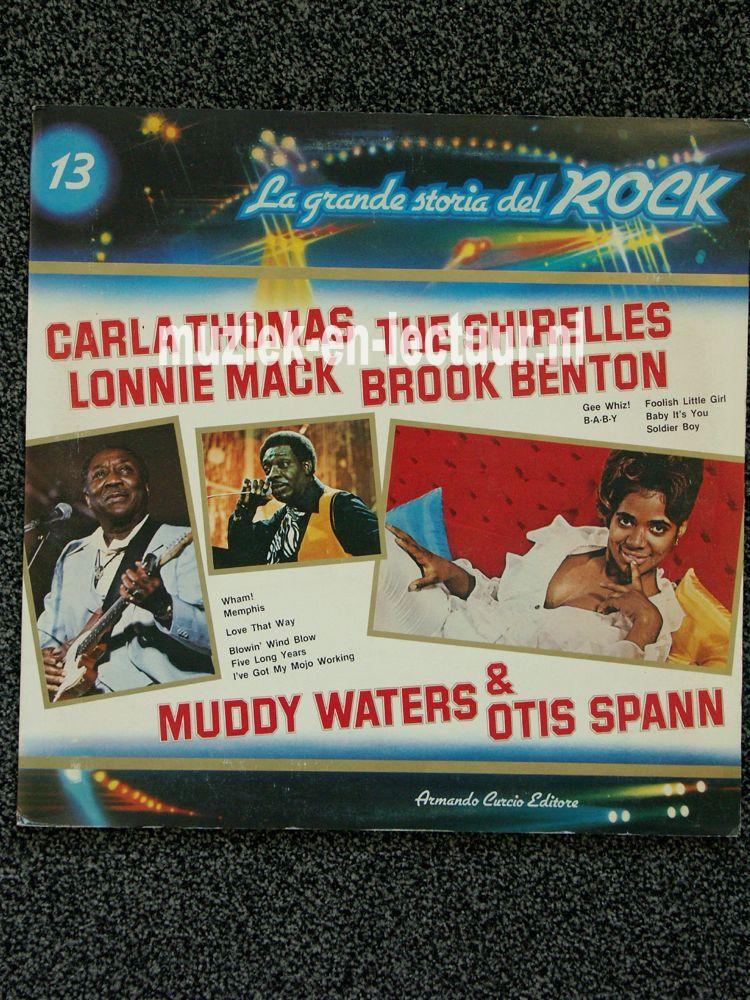 13
La grande storia del ROCK
CARLA THOMAS THE SHIRELLES
muziek-en-lectuur.nl
LONNIE MACK BROOK BENTON
Gee Whiz!
B-A-B-Y
Foolish Little Girl
Baby It's You
Soldier Boy
Wham!
Memphis
Love That Way
Blowin' Wind Blow
Five Long Years
I've Got My Mojo Working
MUDDY WATERS & OTIS SPANN
Armando Curcio Editore